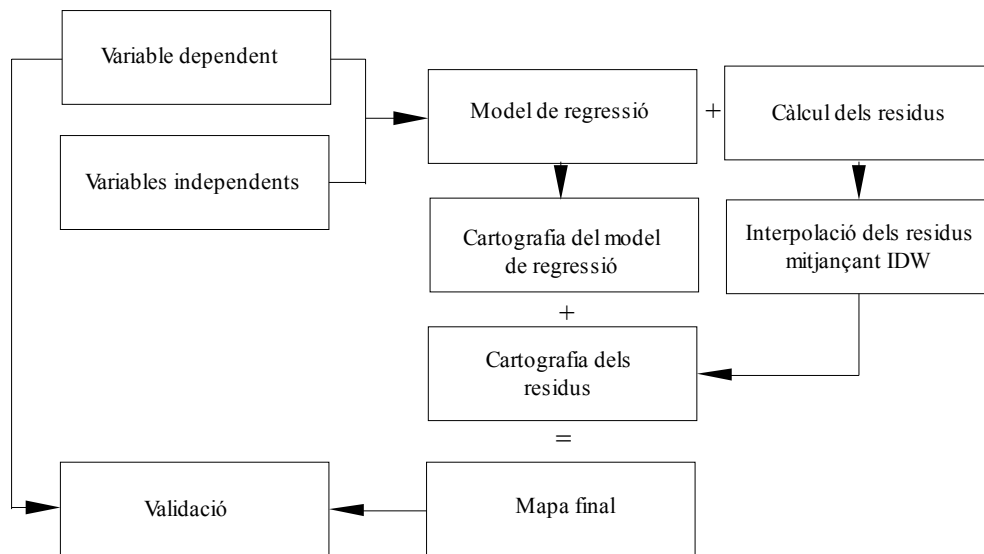 Variable dependent
Variables independents
Model de regressió
+
Càlcul dels residus
Cartografia del model
de regressió
Interpolació dels residus
mitjançant IDW
+
Cartografia dels
residus
=
Validació
Mapa final